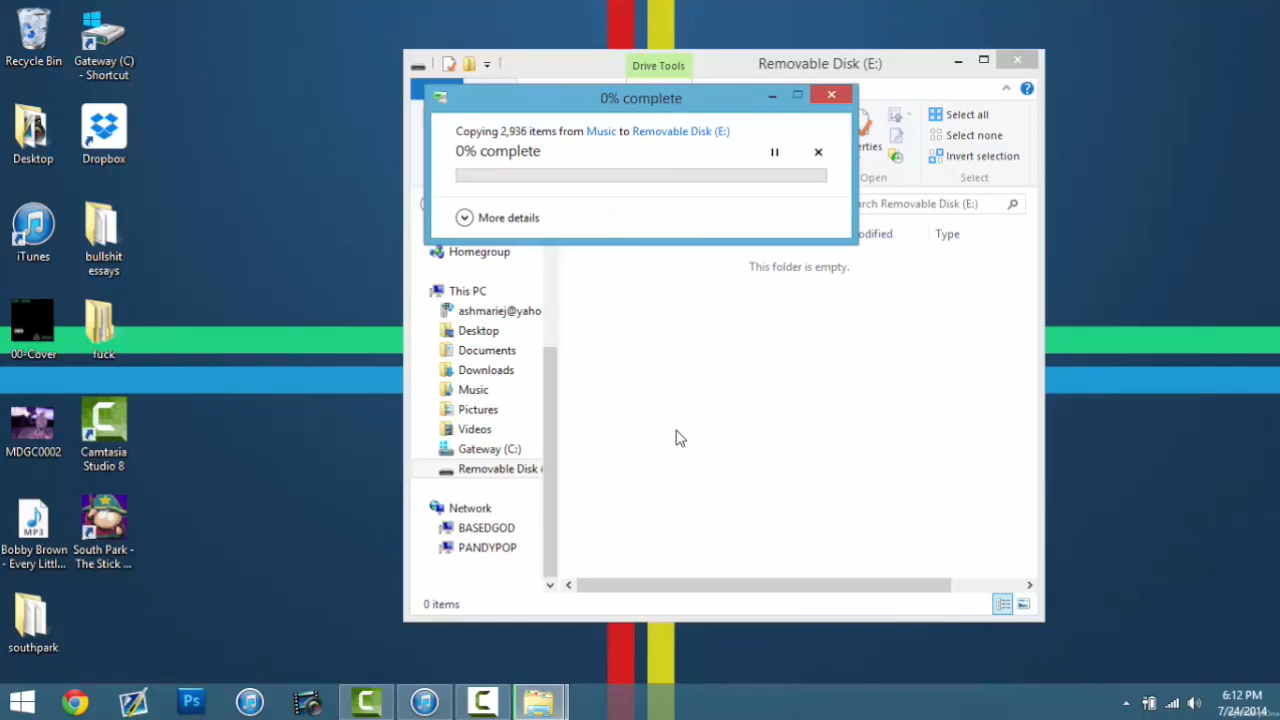 Recycle Bin
Gateway (C)
- Shortcut
Desktop
Dropbox
iTunes
bullshit
essays
00-Cover
fuck
MDGC0002
Camtasia
Studio 8
MP3
Bobby Brown
- Every Littl...
South Park -
The Stick ...
southpark
Drive Tools
Removable Disk (E:)
0% complete
Copying 2,936 items from Music to Removable Disk (E:)
0% complete
More details
erties
Open
Select all
Select none
Invert selection
Select
rch Removable Disk (E:)
odified
Type
This folder is empty.
Homegroup
This PC
ashmariej@yaho
Desktop
Documents
Downloads
Music
Pictures
Videos
Gateway (C:)
Removable Disk (
Network
BASEDGOD
PANDYPOP
0 items
Ps
6:12 PM
7/24/2014